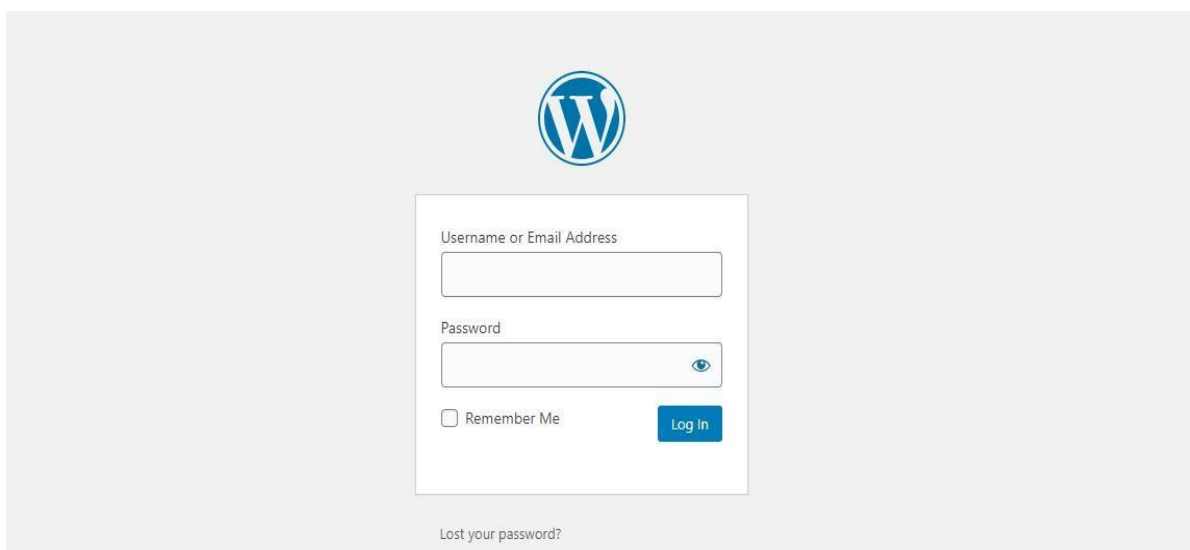 Username or Email Address
Password
Remember Me
Log In
Lost your password?